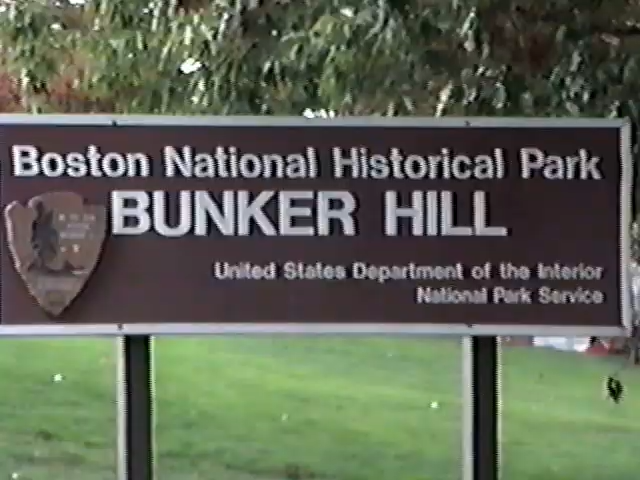 Boston National Historical Park
BUNKER HILL
United States Department of the Interior
National Park Service